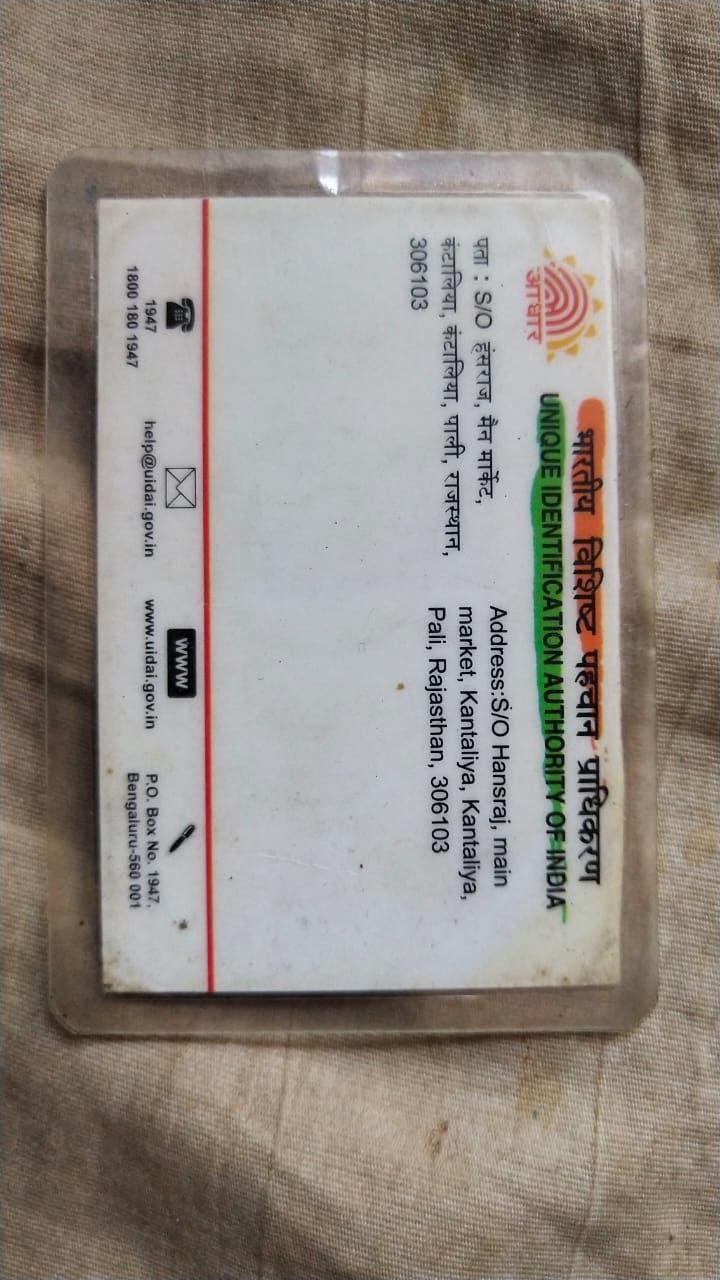 आधार
भारतीय विशिष्ट पहचान प्राधिकरण
UNIQUE IDENTIFICATION AUTHORITY OF INDIA
पता : S/O हंसराज, मैन मार्केट,
कंटालिया, कंटालिया, पाली, राजस्थान,
306103
Address:S/O Hansraj, main
market, Kantaliya, Kantaliya,
Pali, Rajasthan, 306103
1947
1800 180 1947
help@uidai.gov.in
www
www.uidai.gov.in
P.O. Box No. 1947,
Bengaluru-560 001